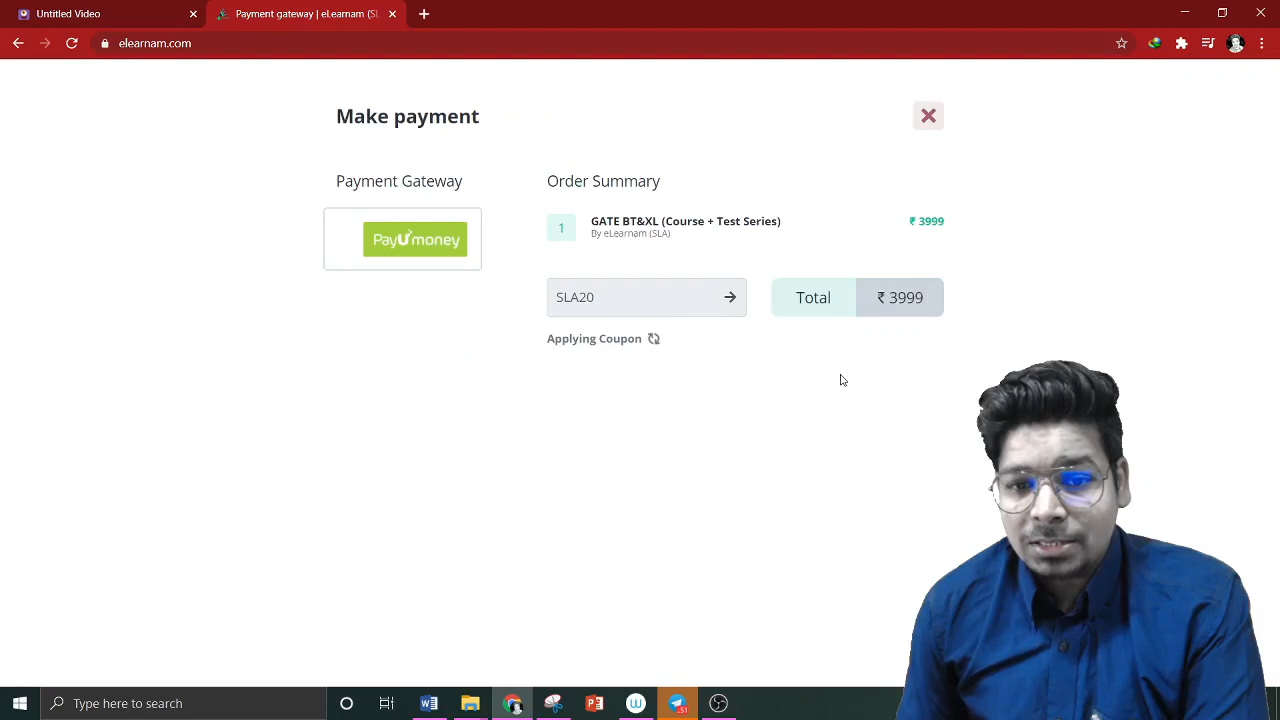 Untitled Video
Payment gateway | eLearnam (SL
elearnam.com
Make payment
Payment Gateway
Order Summary
PayUmoney
1
GATE BT&XL (Course + Test Series)
₹ 3999
By eLearnam (SLA)
SLA20
Total
₹ 3999
Applying Coupon
Type here to search
51